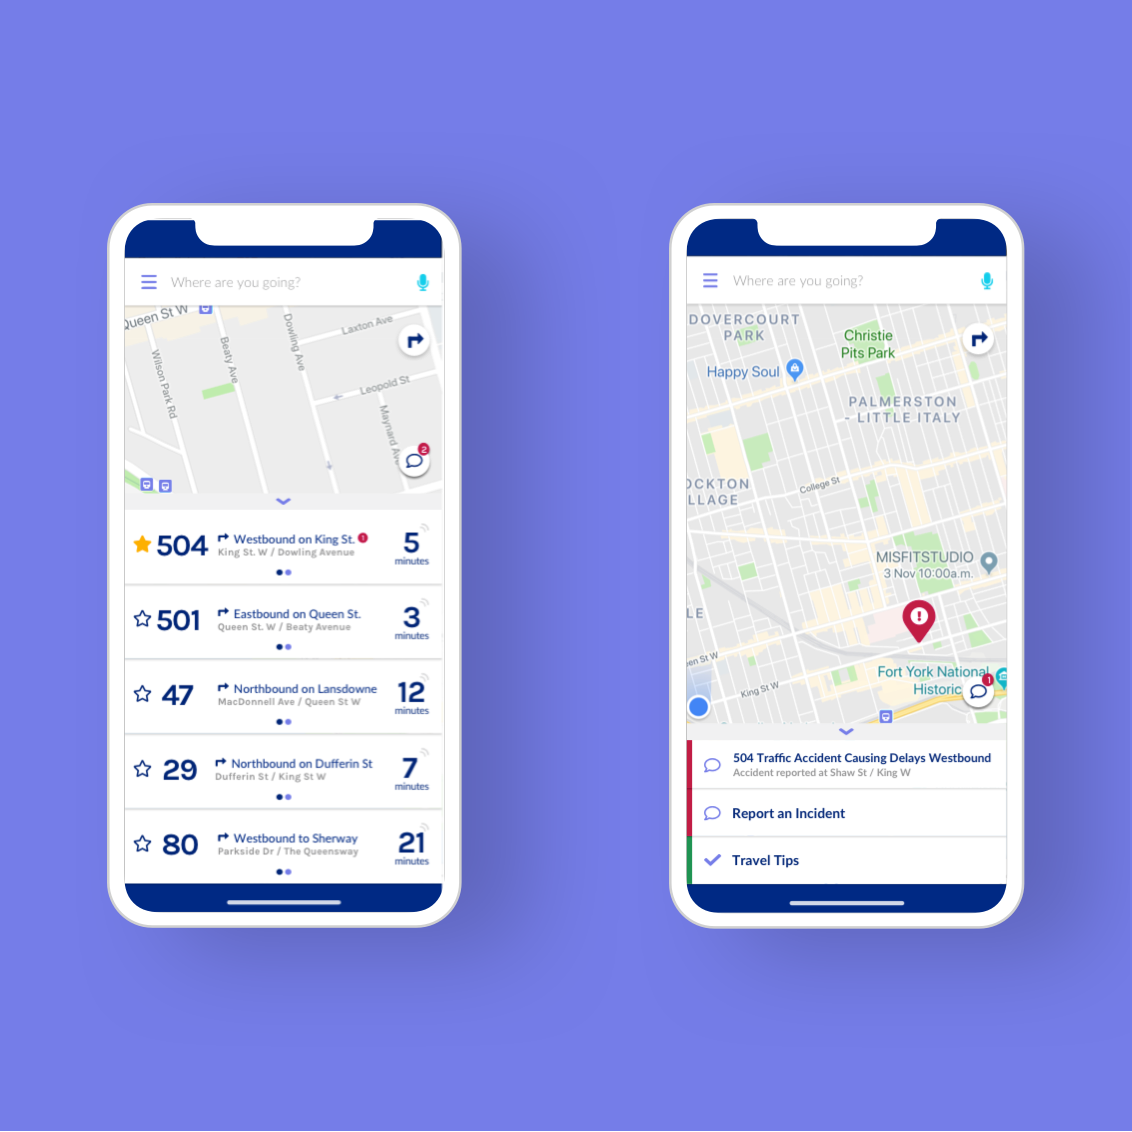 Where are you going?
Queen St W
Dowling Ave
Laxton Ave
Wilson Park Rd
Beaty Ave
Leopold St
Maynard Ave
2
504
Westbound on King St.
King St. W / Dowling Avenue
5
minutes
501
Eastbound on Queen St.
Queen St. W / Beaty Avenue
3
minutes
47
Northbound on Lansdowne
MacDonnell Ave / Queen St W
12
minutes
29
Northbound on Dufferin St
Dufferin St / King St W
7
minutes
80
Westbound to Sherway
Parkside Dr / The Queensway
21
minutes
Where are you going?
DOVERCOURT
PARK
Christie
Pits Park
Happy Soul
PALMERSTON
- LITTLE ITALY
OCKTON
LLAGE
College St
MISFITSTUDIO
3 Nov 10:00a.m.
LE
!
een St W
King St W
Fort York National
Historic
1
504 Traffic Accident Causing Delays Westbound
Accident reported at Shaw St / King W
Report an Incident
Travel Tips